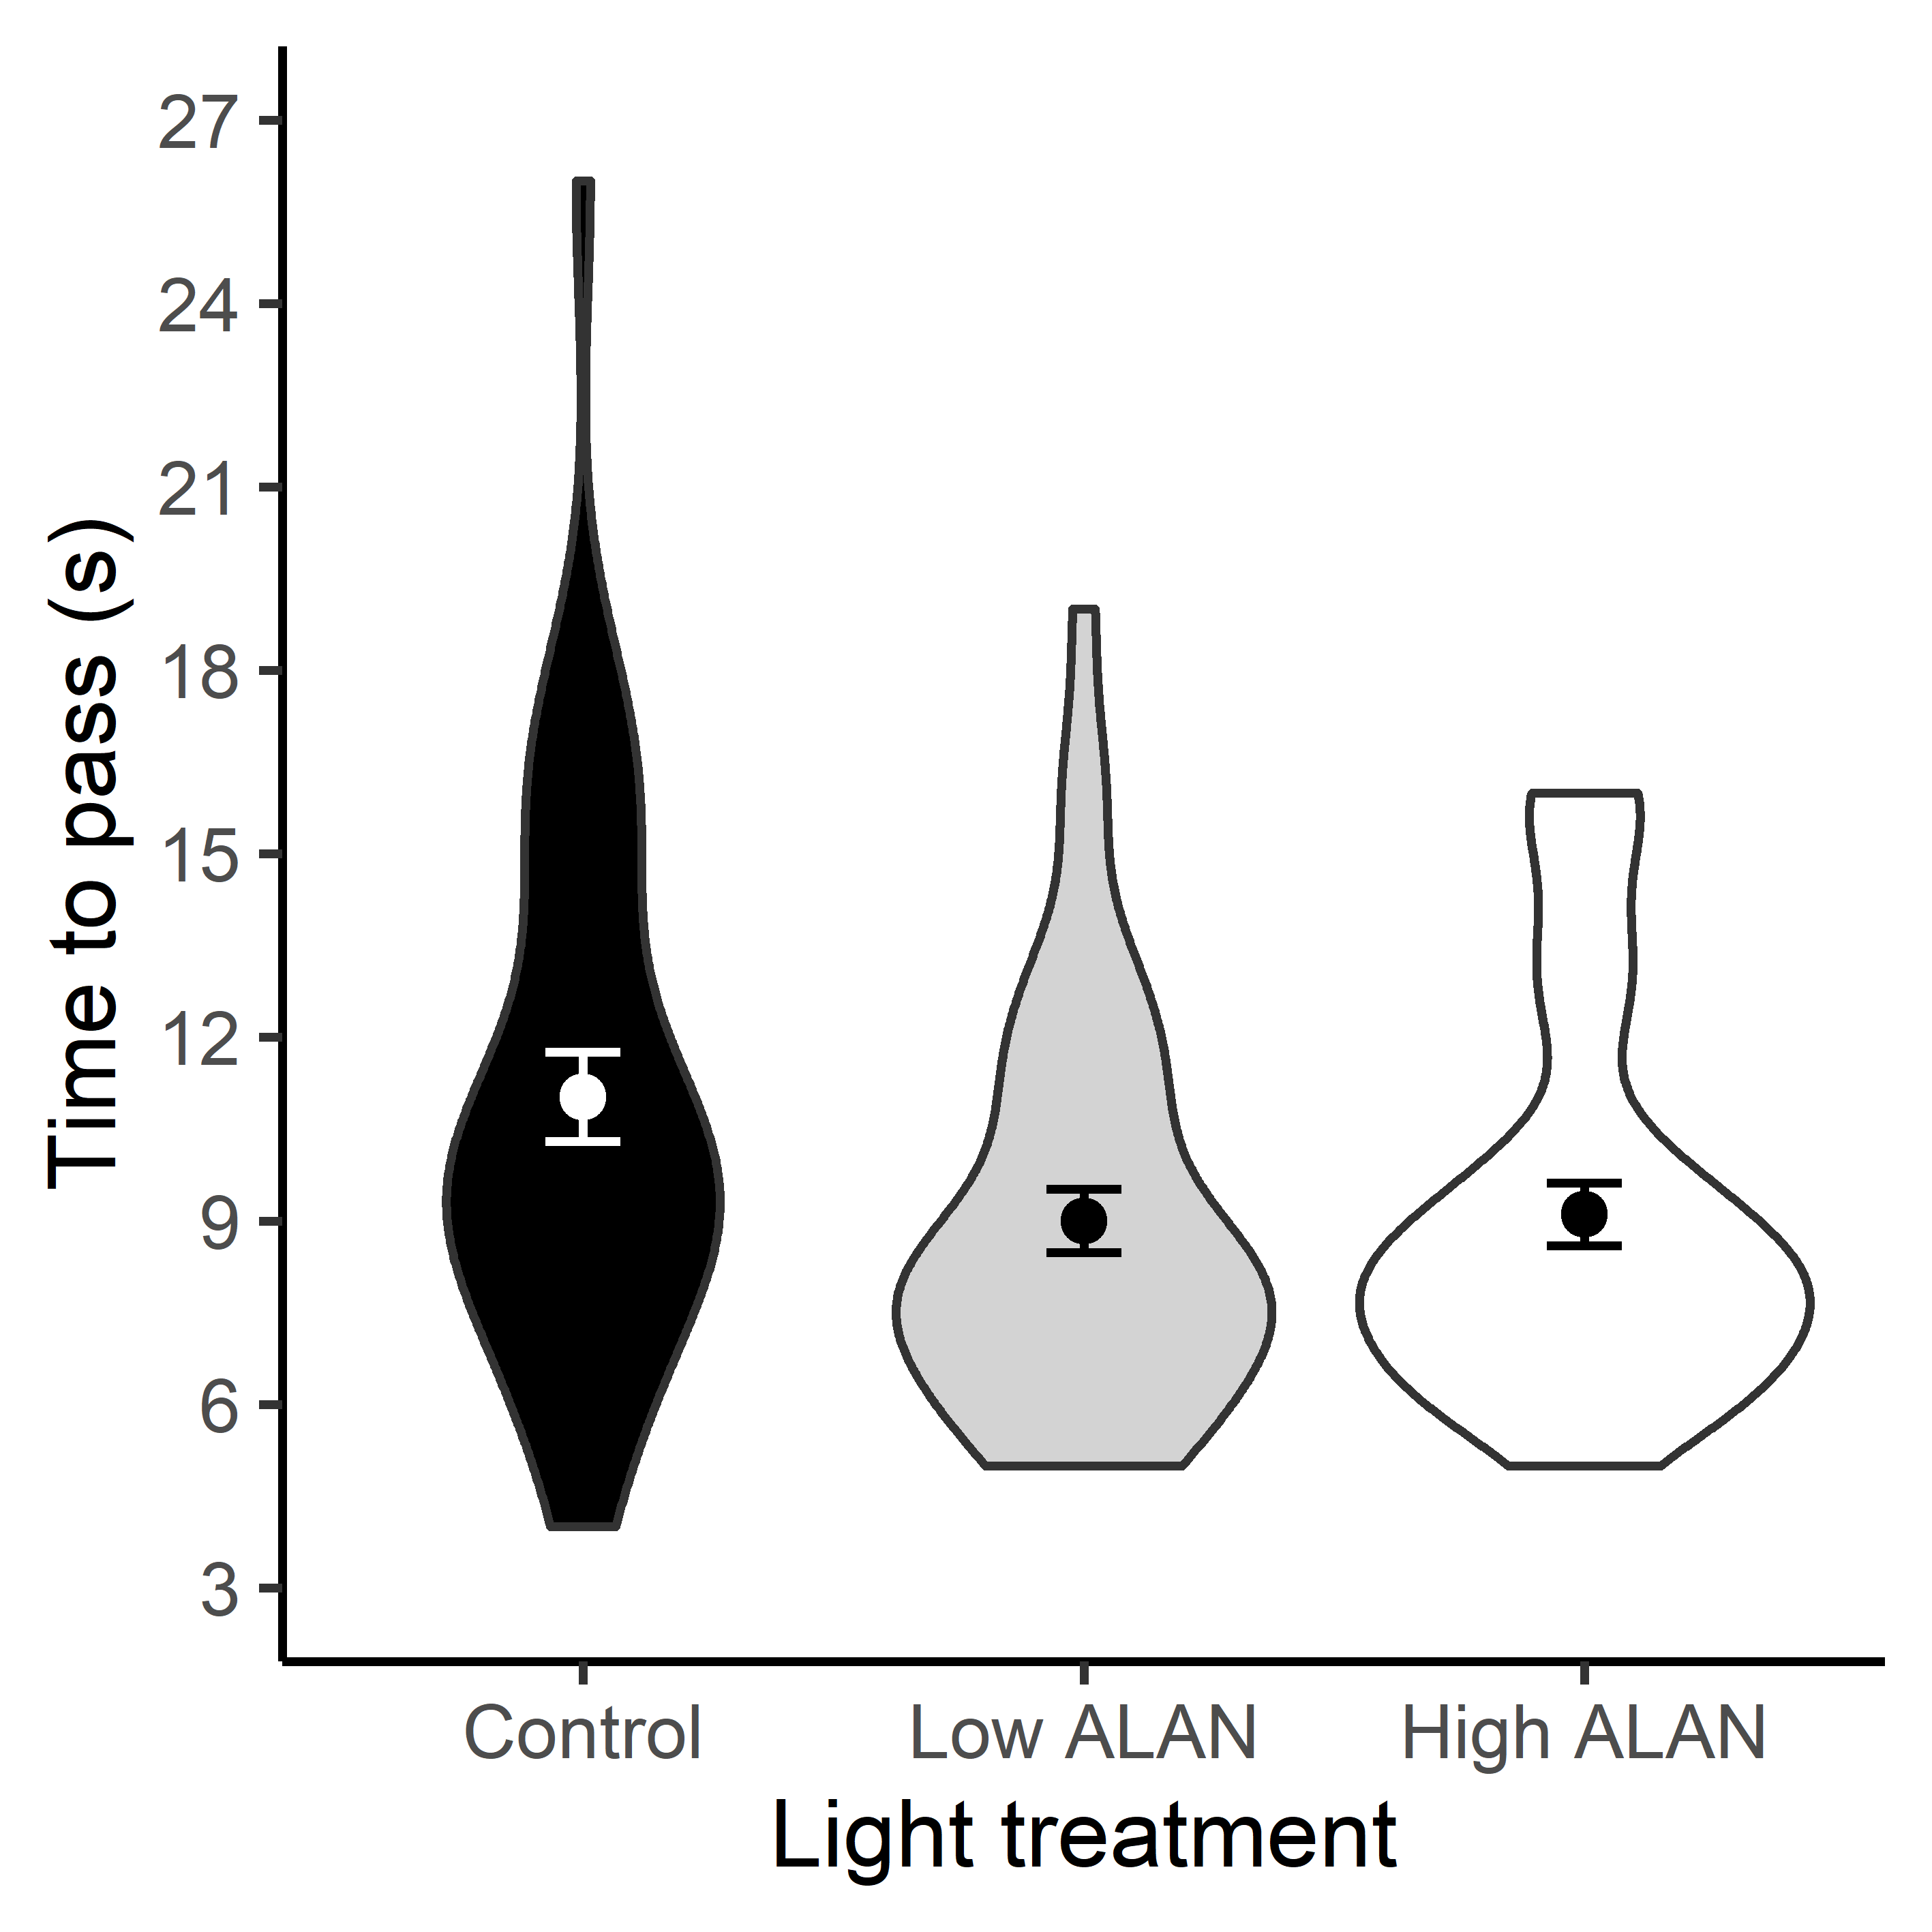 Time to pass (s)
27
24
21
18
15
12
9
6
3
Control
Low ALAN
High ALAN
Light treatment